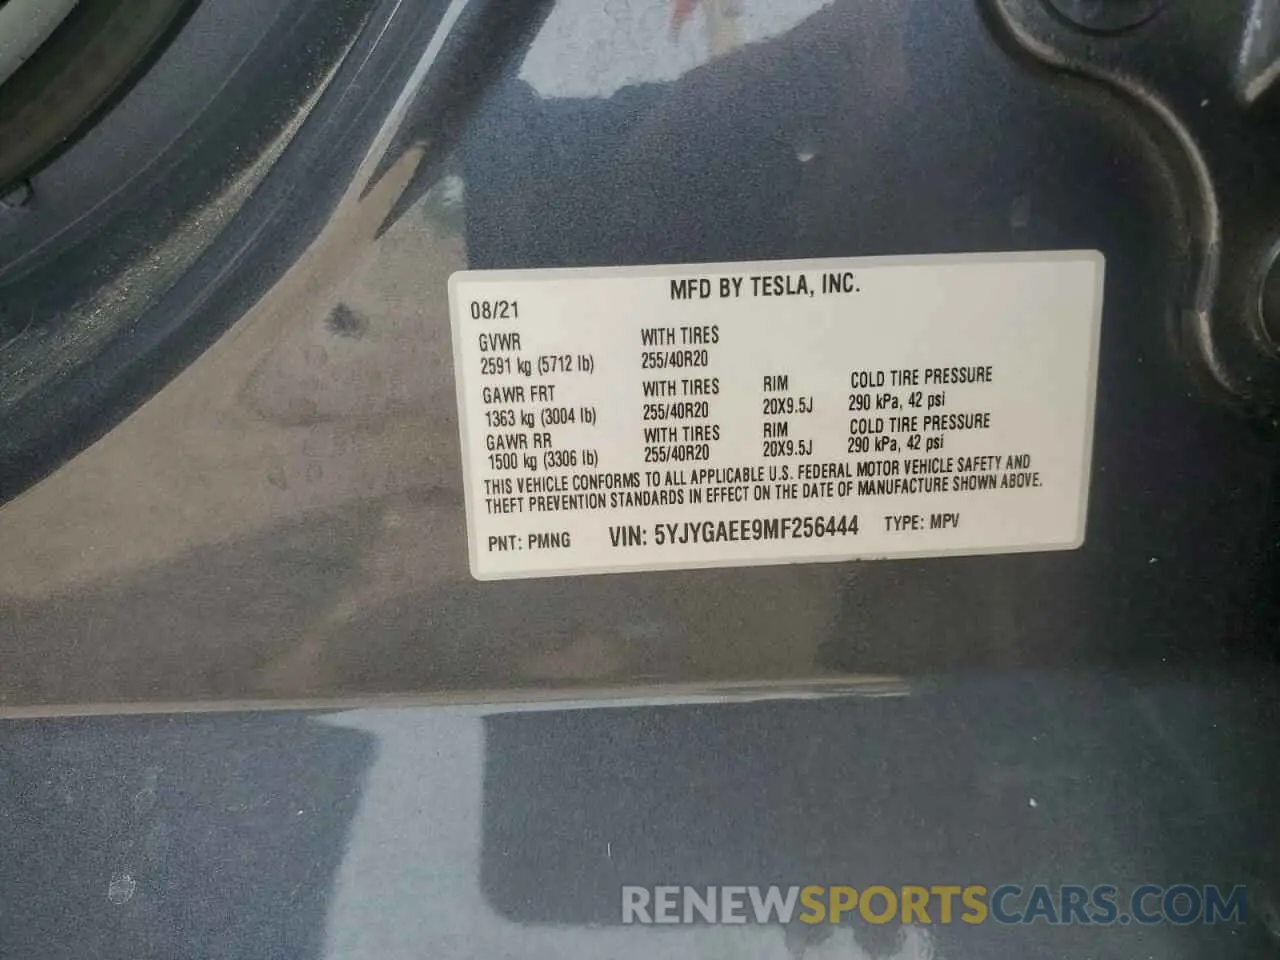 MFD BY TESLA, INC.
08/21
GVWR WITH TIRES
2591 kg (5712 lb) 255/40R20
GAWR FRT WITH TIRES RIM COLD TIRE PRESSURE
1363 kg (3004 lb) 255/40R20 20X9.5J 290 kPa, 42 psi
GAWR RR WITH TIRES RIM COLD TIRE PRESSURE
1500 kg (3306 lb) 255/40R20 20X9.5J 290 kPa, 42 psi
THIS VEHICLE CONFORMS TO ALL APPLICABLE U.S. FEDERAL MOTOR VEHICLE SAFETY AND
THEFT PREVENTION STANDARDS IN EFFECT ON THE DATE OF MANUFACTURE SHOWN ABOVE.
PNT: PMNG VIN: 5YJYGAEE9MF256444 TYPE: MPV
RENEWSPORTSCARS.COM